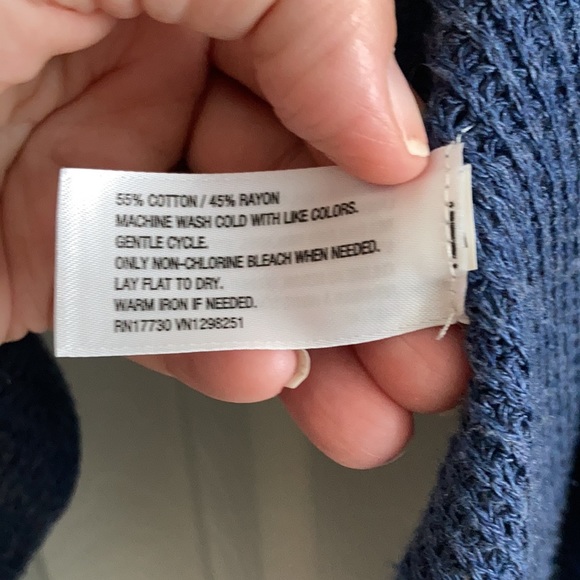 55% COTTON / 45% RAYON
MACHINE WASH COLD WITH LIKE COLORS.
GENTLE CYCLE.
ONLY NON-CHLORINE BLEACH WHEN NEEDED.
LAY FLAT TO DRY.
WARM IRON IF NEEDED.
RN17730 VN1298251